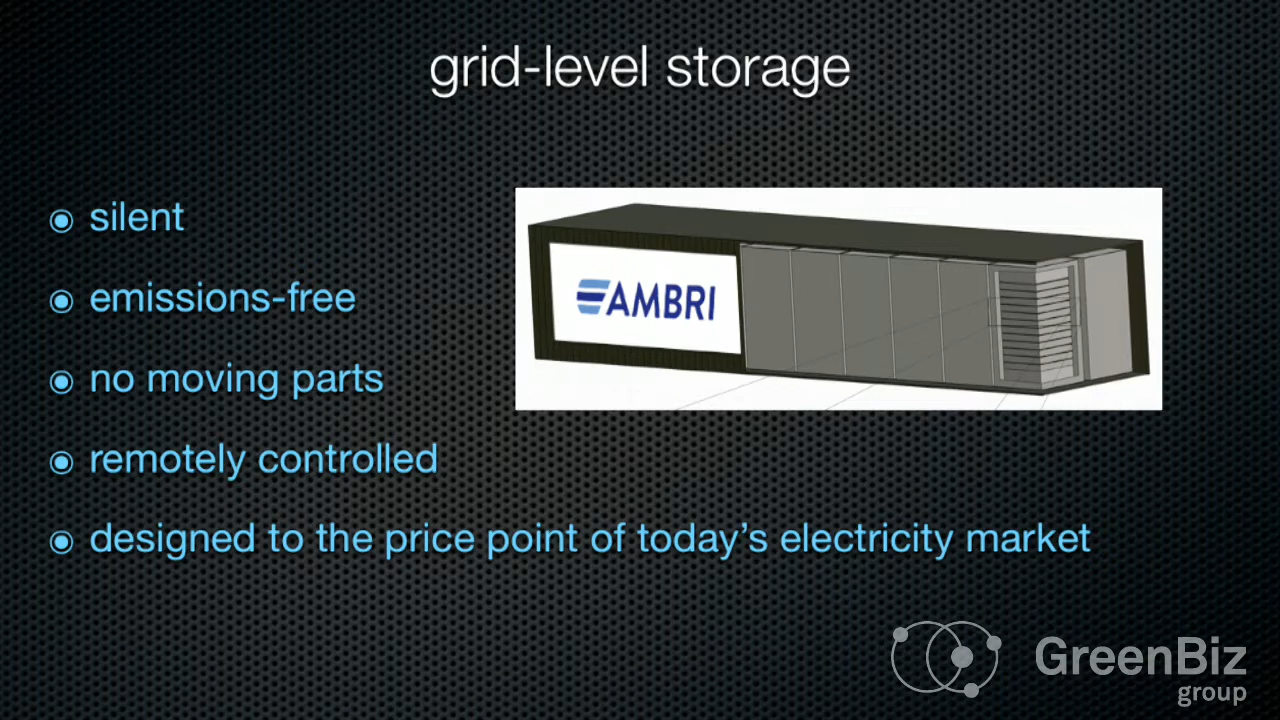 grid-level storage
silent
emissions-free
no moving parts
remotely controlled
designed to the price point of today’s electricity market
AMBRI
GreenBiz
group